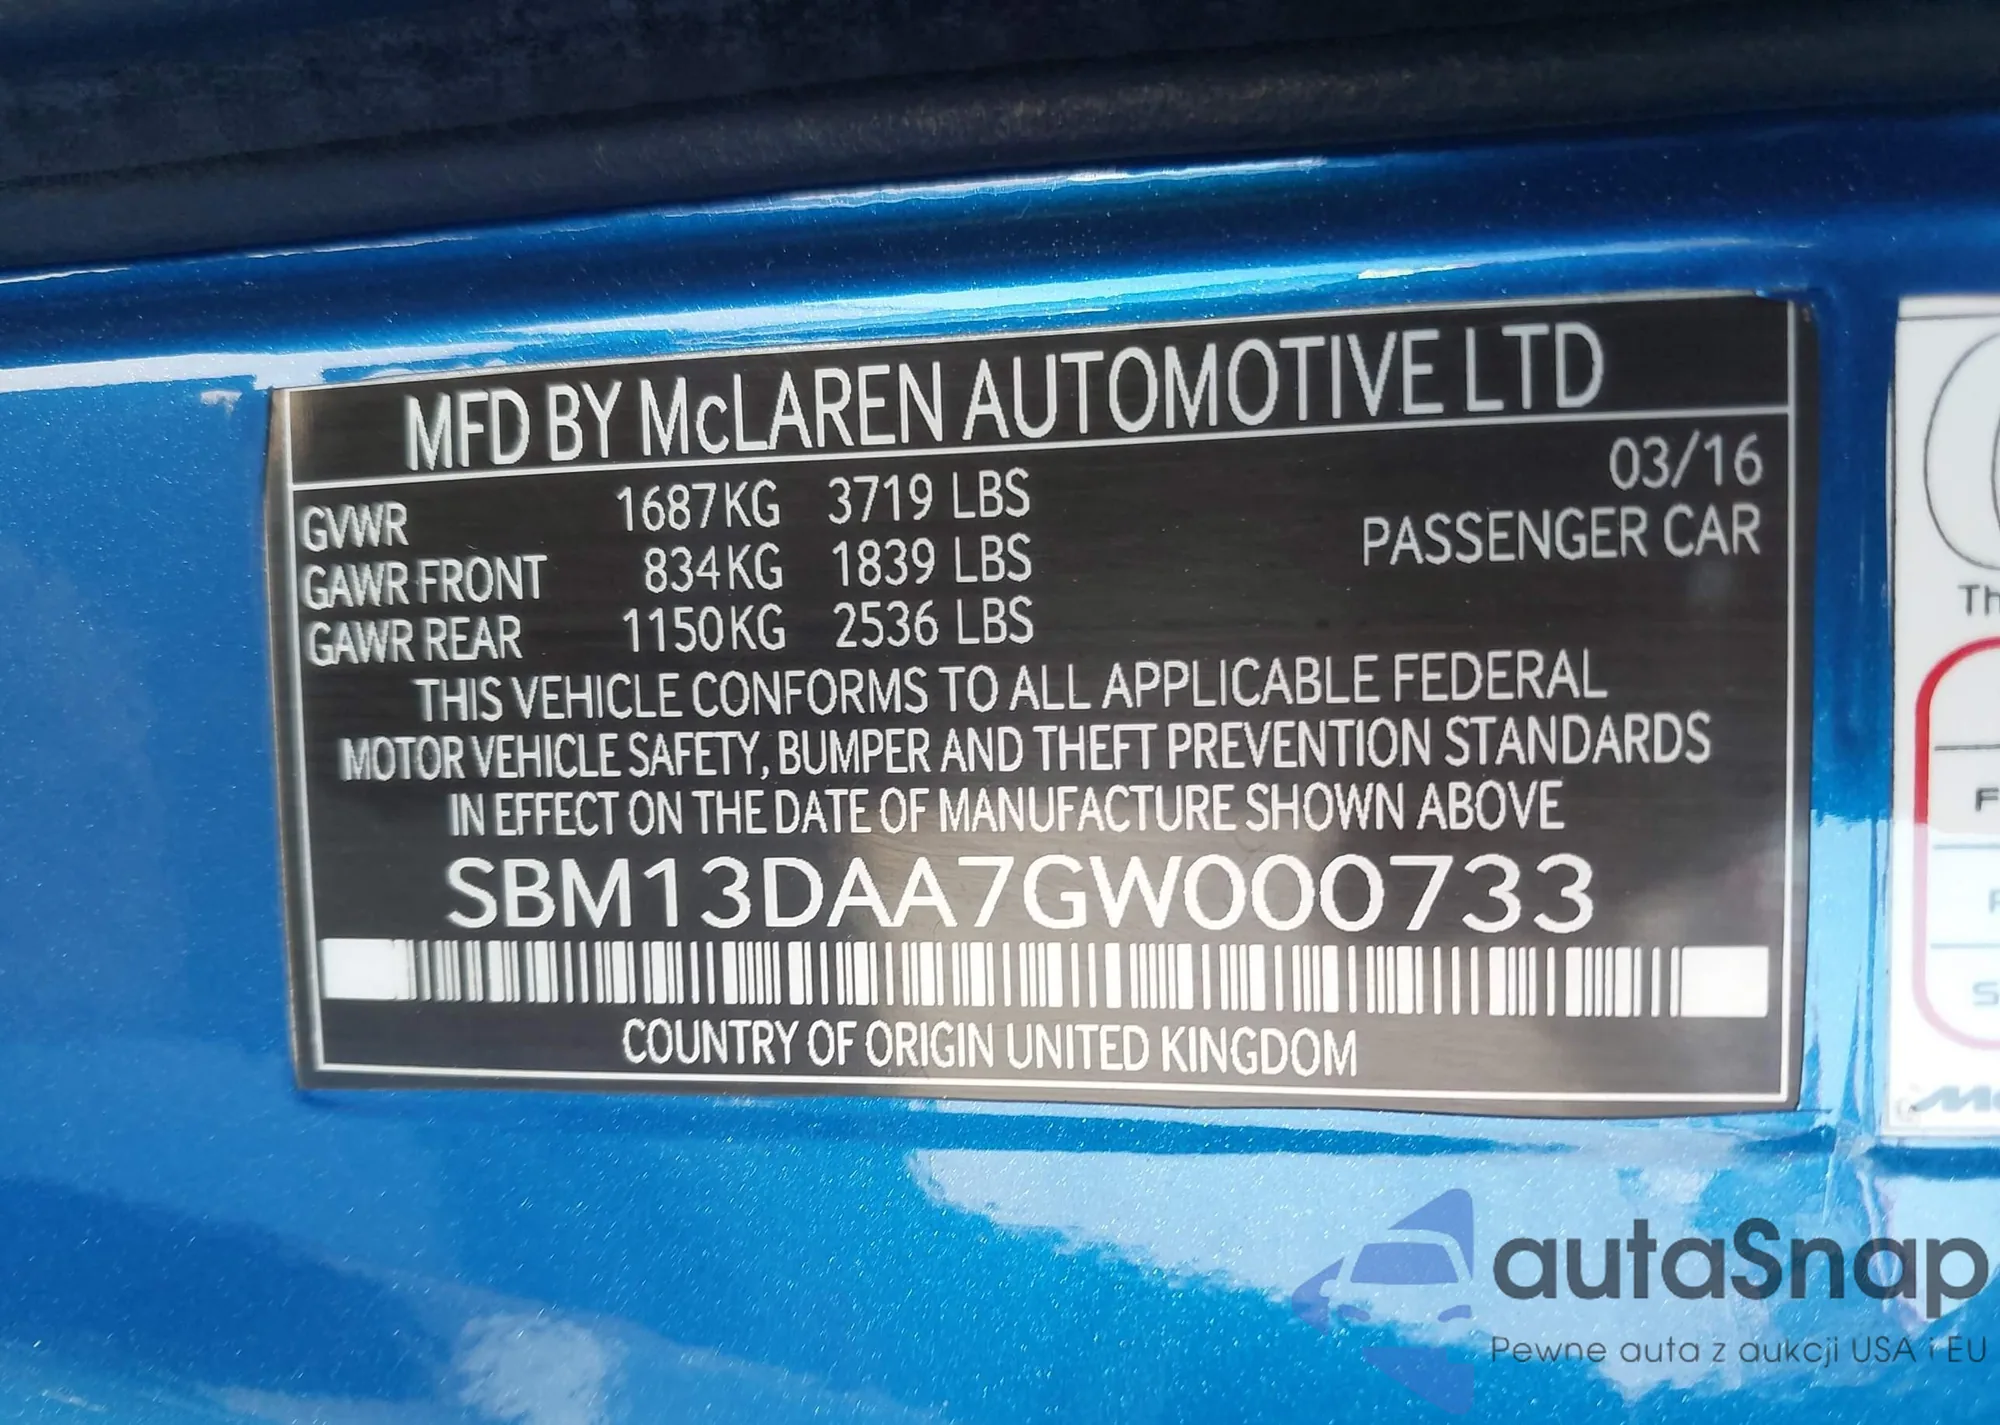 MFD BY McLAREN AUTOMOTIVE LTD
03/16
GVWR 1687KG 3719 LBS
PASSENGER CAR
GAWR FRONT 834KG 1839 LBS
GAWR REAR 1150KG 2536 LBS
THIS VEHICLE CONFORMS TO ALL APPLICABLE FEDERAL
MOTOR VEHICLE SAFETY, BUMPER AND THEFT PREVENTION STANDARDS
IN EFFECT ON THE DATE OF MANUFACTURE SHOWN ABOVE
SBM13DAA7GW000733
COUNTRY OF ORIGIN UNITED KINGDOM
Th
F
S
autaSnap
Pewne auta z aukcji USA i EU